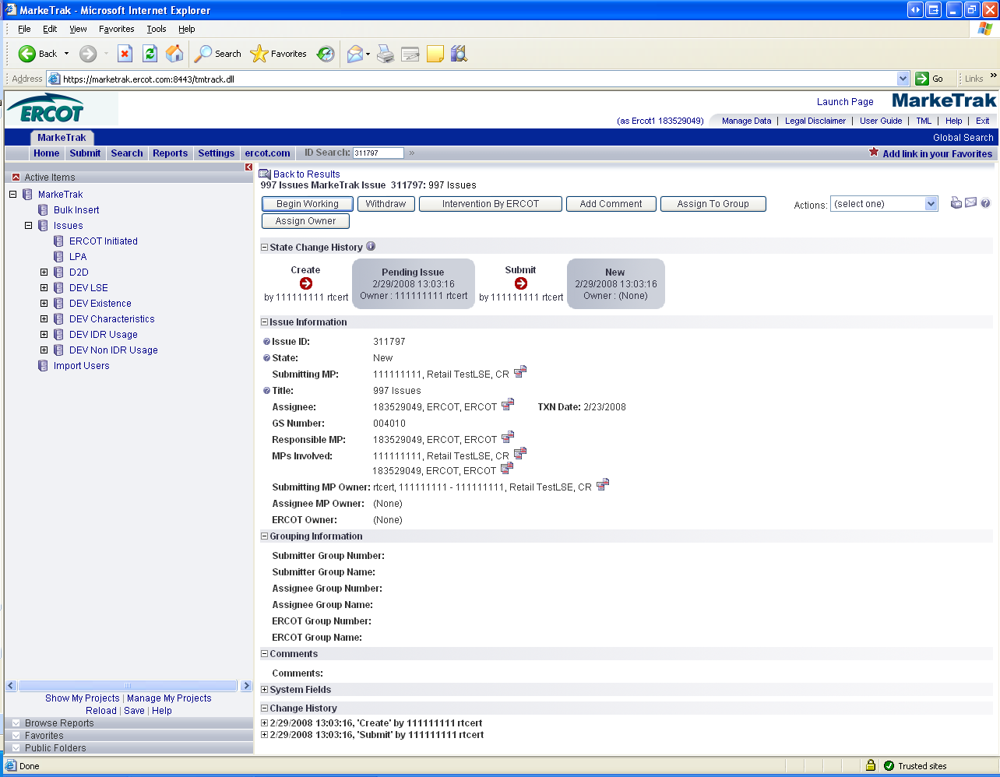 MarkeTrak - Microsoft Internet Explorer
File Edit View Favorites Tools Help
Back Search Favorites
Address https://marketrak.ercot.com:8443/tmtrack.dll Go Links »
ERCOT
Launch Page MarkeTrak
(as Ercot1 183529049) Manage Data | Legal Disclaimer | User Guide | TML | Help | Exit
MarkeTrak Global Search
Home Submit Search Reports Settings ercot.com ID Search: 311797 » Add link in your Favorites
Active Items
MarkeTrak
Bulk Insert
Issues
ERCOT Initiated
LPA
D2D
DEV LSE
DEV Existence
DEV Characteristics
DEV IDR Usage
DEV Non IDR Usage
Import Users
Show My Projects | Manage My Projects
Reload | Save | Help
Browse Reports
Favorites
Public Folders
Back to Results
997 Issues MarkeTrak Issue 311797: 997 Issues
Begin Working Withdraw Intervention By ERCOT Add Comment Assign To Group Actions: (select one)
Assign Owner
State Change History
Create Pending Issue Submit New
2/29/2008 13:03:16 2/29/2008 13:03:16
by 111111111 rtcert Owner : 111111111 rtcert by 111111111 rtcert Owner : (None)
Issue Information
Issue ID: 311797
State: New
Submitting MP: 111111111, Retail TestLSE, CR
Title: 997 Issues
Assignee: 183529049, ERCOT, ERCOT TXN Date: 2/23/2008
GS Number: 004010
Responsible MP: 183529049, ERCOT, ERCOT
MPs Involved: 111111111, Retail TestLSE, CR
183529049, ERCOT, ERCOT
Submitting MP Owner: rtcert, 111111111 - 111111111, Retail TestLSE, CR
Assignee MP Owner: (None)
ERCOT Owner: (None)
Grouping Information
Submitter Group Number:
Submitter Group Name:
Assignee Group Number:
Assignee Group Name:
ERCOT Group Number:
ERCOT Group Name:
Comments
Comments:
System Fields
Change History
2/29/2008 13:03:16, 'Create' by 111111111 rtcert
2/29/2008 13:03:16, 'Submit' by 111111111 rtcert
Done Trusted sites